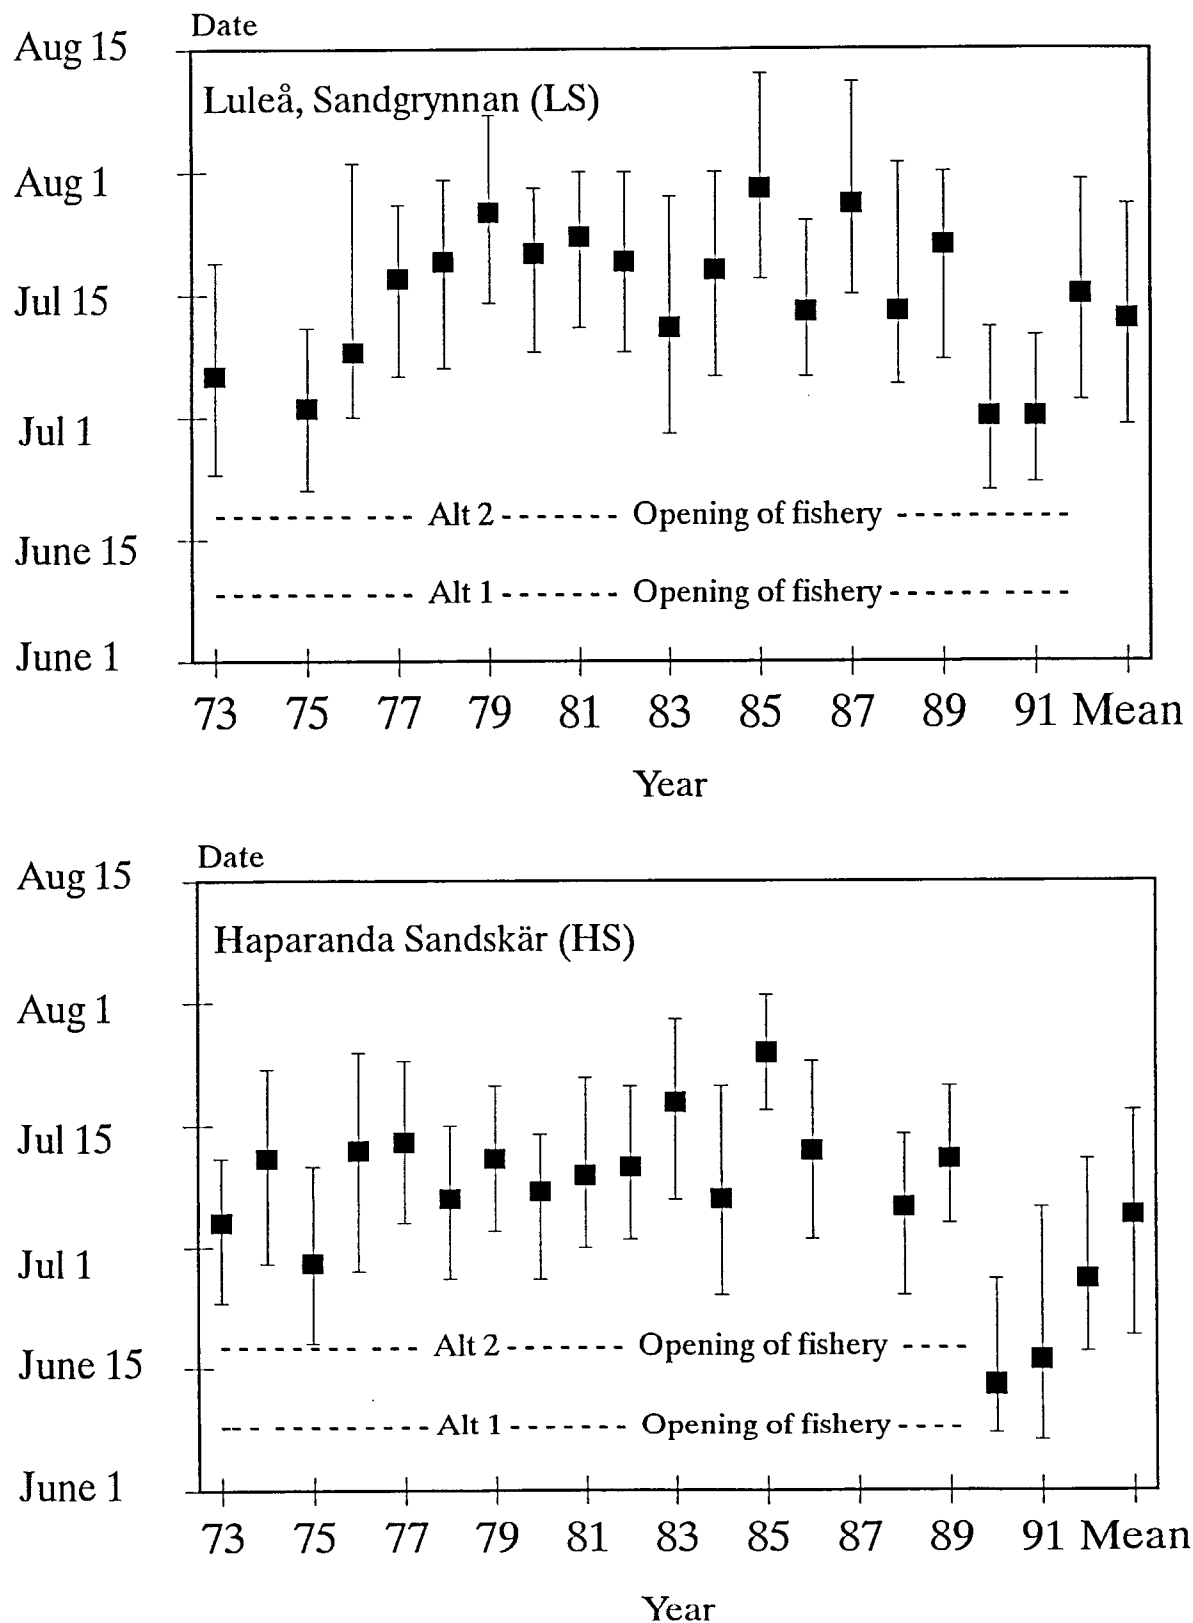 Date
Aug 15
Luleå, Sandgrynnan (LS)
Aug 1
Jul 15
Jul 1
Alt 2 Opening of fishery
June 15
Alt 1 Opening of fishery
June 1
73 75 77 79 81 83 85 87 89 91 Mean
Year
Date
Aug 15
Haparanda Sandskär (HS)
Aug 1
Jul 15
Jul 1
Alt 2 Opening of fishery
June 15
Alt 1 Opening of fishery
June 1
73 75 77 79 81 83 85 87 89 91 Mean
Year